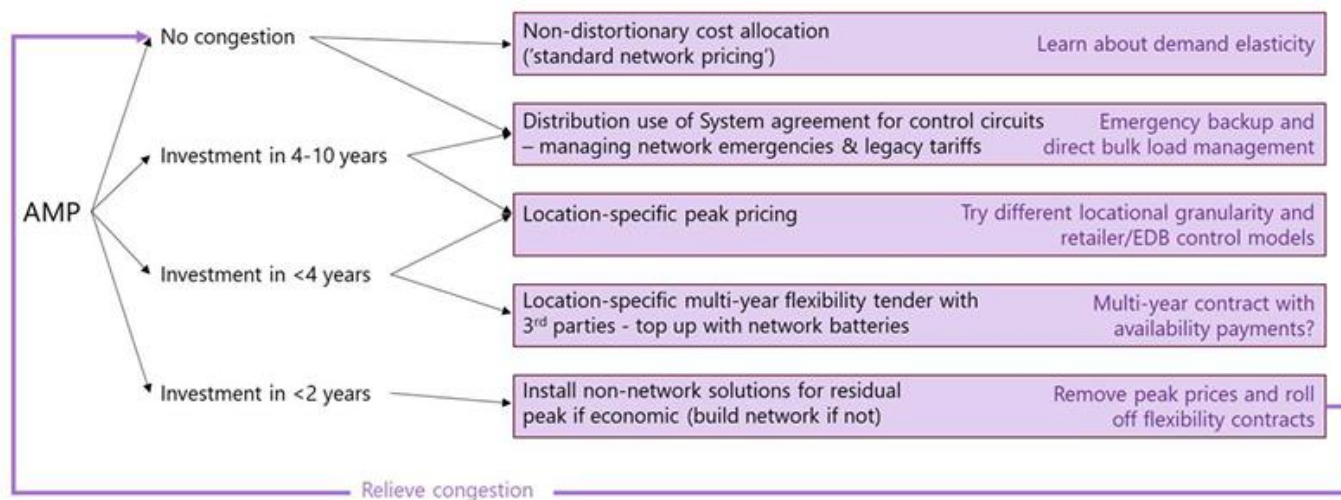 AMP
No congestion
Investment in 4-10 years
Investment in <4 years
Investment in <2 years
Non-distortionary cost allocation
('standard network pricing')
Learn about demand elasticity
Distribution use of System agreement for control circuits
– managing network emergencies & legacy tariffs
Emergency backup and
direct bulk load management
Location-specific peak pricing
Try different locational granularity and
retailer/EDB control models
Location-specific multi-year flexibility tender with
3rd parties - top up with network batteries
Multi-year contract with
availability payments?
Install non-network solutions for residual
peak if economic (build network if not)
Remove peak prices and roll
off flexibility contracts
Relieve congestion